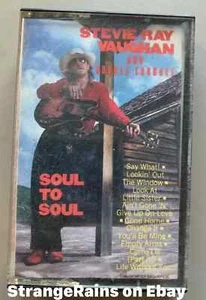 STEVIE RAY
VAUGHAN
AND DOUBLE TROUBLE
SOUL
TO
SOUL
Say What! •
Lookin' Out
The Window •
Look At
Little Sister •
Ain't Gone 'N'
Give Up On Love
• Gone Home •
Change It •
You'll Be Mine •
Empty Arms •
Life Without You
StrangeRains on Ebay